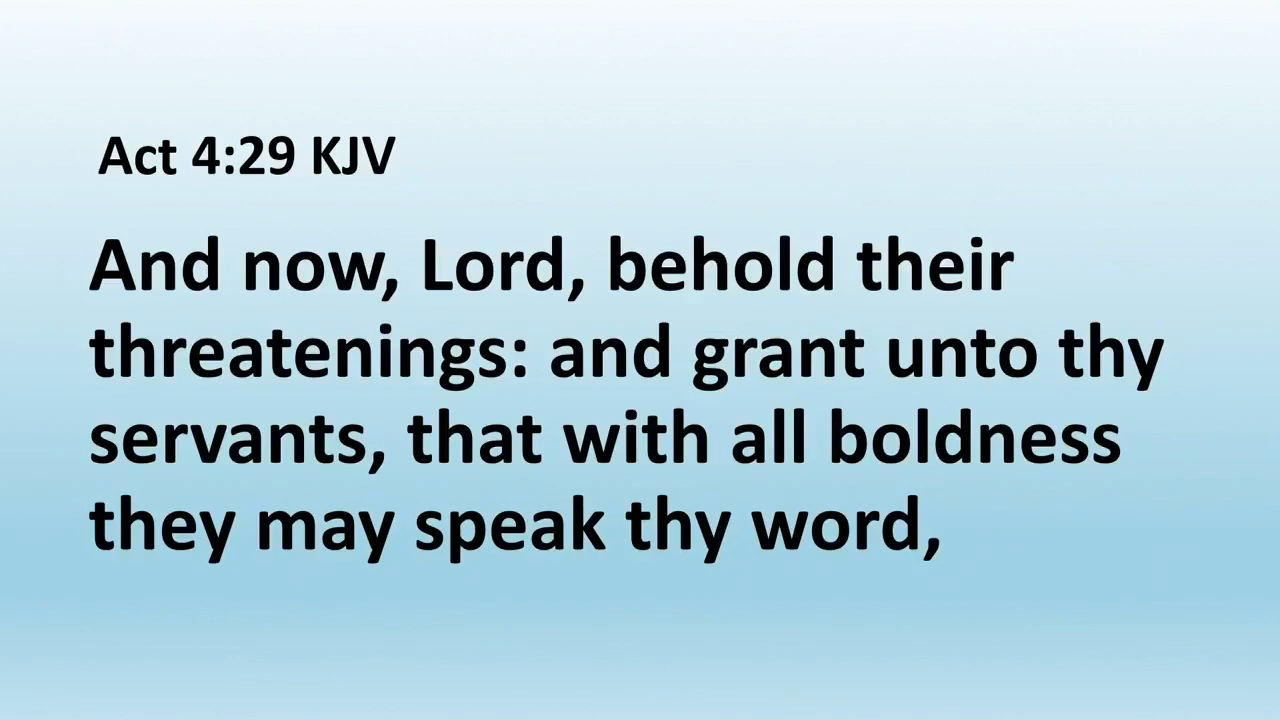 Act 4:29 KJV
And now, Lord, behold their
threatenings: and grant unto thy
servants, that with all boldness
they may speak thy word,